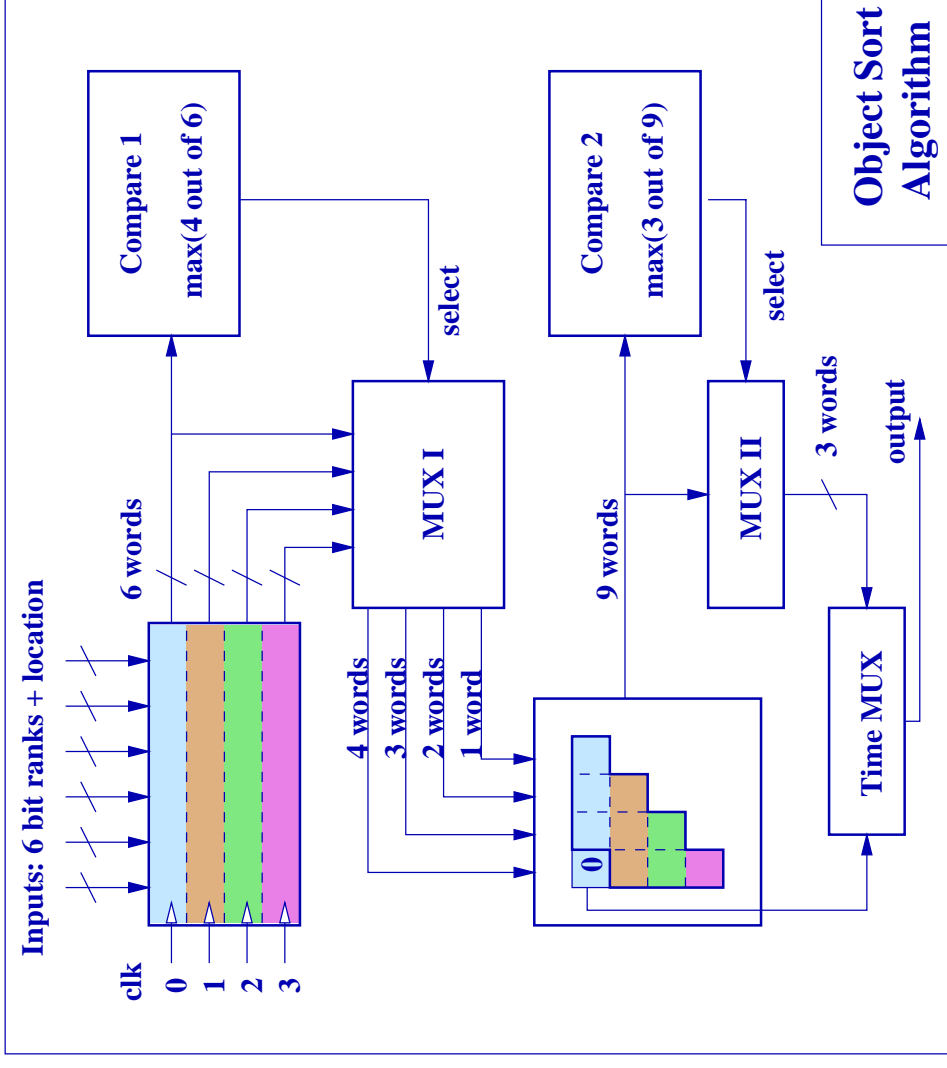 Inputs: 6 bit ranks + location
clk
0
1
2
3
6 words
Compare 1
max(4 out of 6)
select
MUX I
4 words
3 words
2 words
1 word
0
9 words
Compare 2
max(3 out of 9)
select
MUX II
3 words
Time MUX
output
Object Sort
Algorithm